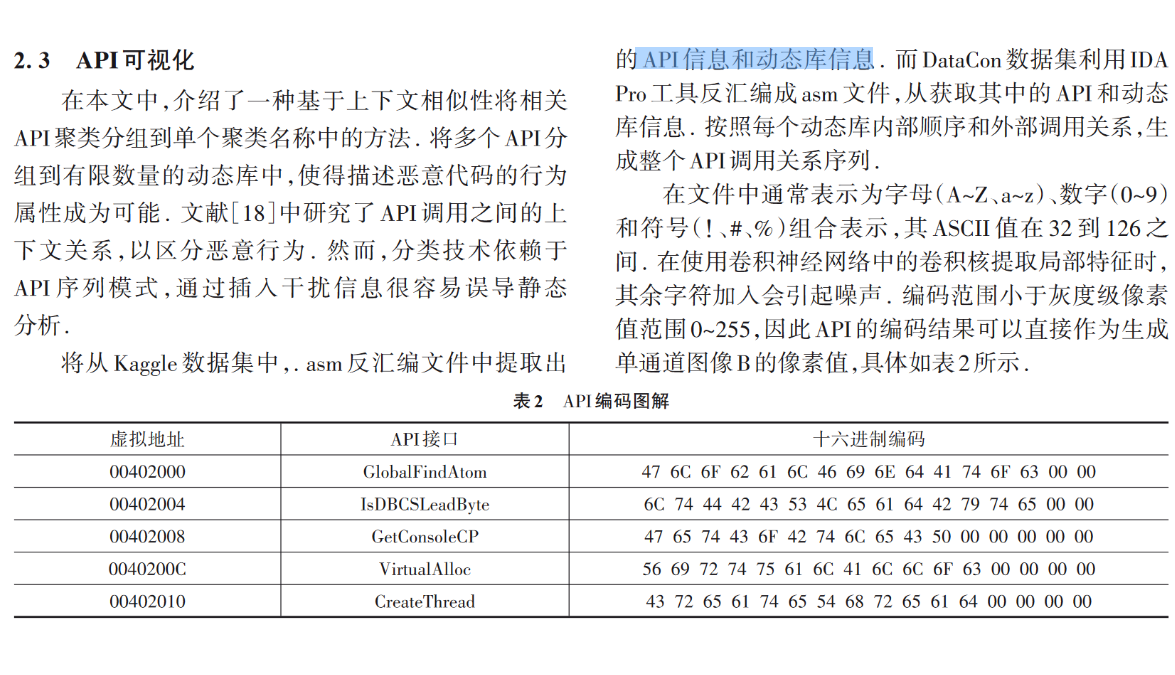 2. 3 API可视化
在本文中,介绍了一种基于上下文相似性将相关
API聚类分组到单个聚类名称中的方法. 将多个API分
组到有限数量的动态库中,使得描述恶意代码的行为
属性成为可能. 文献[18]中研究了API调用之间的上
下文关系,以区分恶意行为. 然而,分类技术依赖于
API序列模式,通过插入干扰信息很容易误导静态
分析.
将从Kaggle数据集中,. asm反汇编文件中提取出
的API信息和动态库信息. 而DataCon数据集利用IDA
Pro工具反汇编成asm文件,从获取其中的API和动态
库信息. 按照每个动态库内部顺序和外部调用关系,生
成整个API调用关系序列.
在文件中通常表示为字母(A~Z、a~z)、数字(0~9)
和符号(!、#、%)组合表示,其ASCII值在32到126之
间. 在使用卷积神经网络中的卷积核提取局部特征时,
其余字符加入会引起噪声. 编码范围小于灰度级像素
值范围0~255,因此API的编码结果可以直接作为生成
单通道图像B的像素值,具体如表2所示.
表2 API编码图解
虚拟地址 API接口 十六进制编码
00402000 GlobalFindAtom 47 6C 6F 62 61 6C 46 69 6E 64 41 74 6F 63 00 00
00402004 IsDBCSLeadByte 6C 74 44 42 43 53 4C 65 61 64 42 79 74 65 00 00
00402008 GetConsoleCP 47 65 74 43 6F 42 74 6C 65 43 50 00 00 00 00 00
0040200C VirtualAlloc 56 69 72 74 75 61 6C 41 6C 6C 6F 63 00 00 00 00
00402010 CreateThread 43 72 65 61 74 65 54 68 72 65 61 64 00 00 00 00